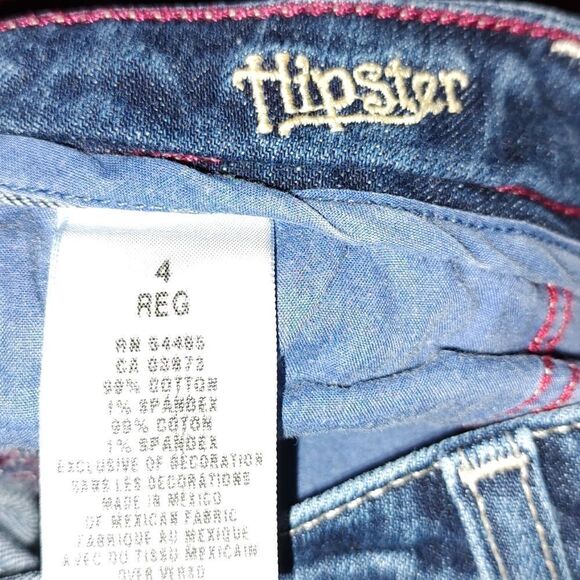 Hipster
4
REG
RN 54485
CA 03873
99% COTTON
1% SPANDEX
99% COTON
1% SPANDEX
EXCLUSIVE OF DECORATION
SANS LES DECORATIONS
MADE IN MEXICO
OF MEXICAN FABRIC
FABRIQUE AU MEXIQUE
AVEC DU TISSU MEXICAIN
OVER VERSO